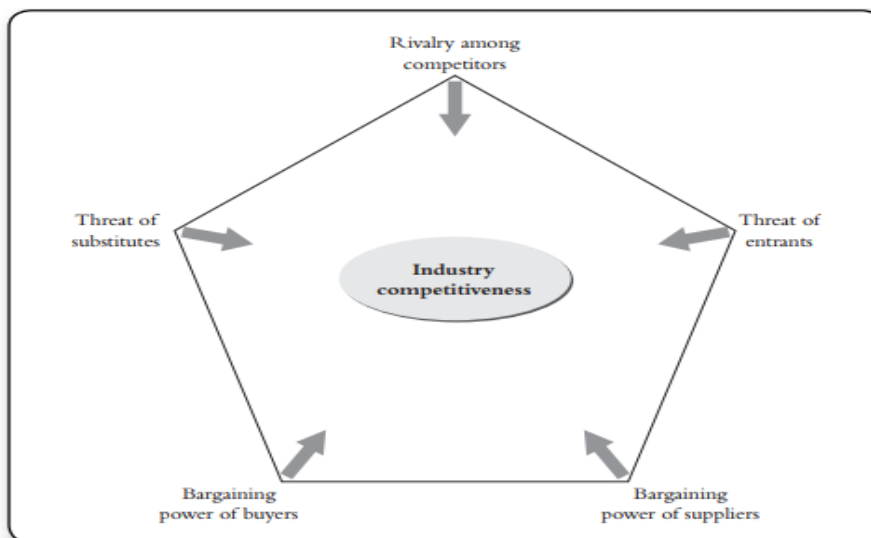 Rivalry among
competitors
Threat of
substitutes
Threat of
entrants
Industry
competitiveness
Bargaining
power of buyers
Bargaining
power of suppliers